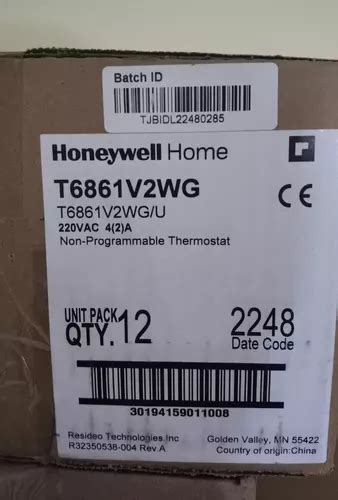 Batch ID
TJBIDL22480285
Honeywell Home
T6861V2WG
T6861V2WG/U
220VAC 4(2)A
Non-Programmable Thermostat
CE
UNIT PACK
QTY. 12
2248
Date Code
30194159011008
Resideo Technologies,Inc
R32350538-004 Rev.A
Golden Valley, MN 55422
Country of origin:China